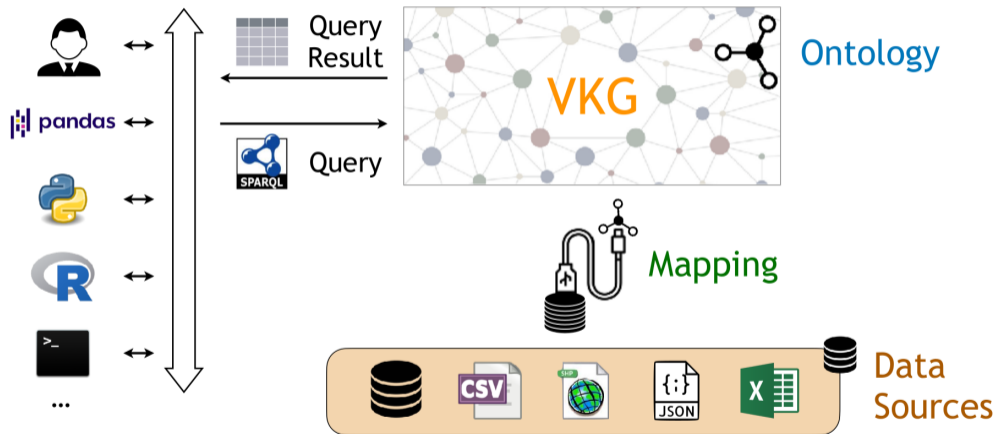 Query
Result
VKG
Ontology
pandas
SPARQL
Query
R
Mapping
>_
...
CSV
SHP
{;}
JSON
X
Data
Sources